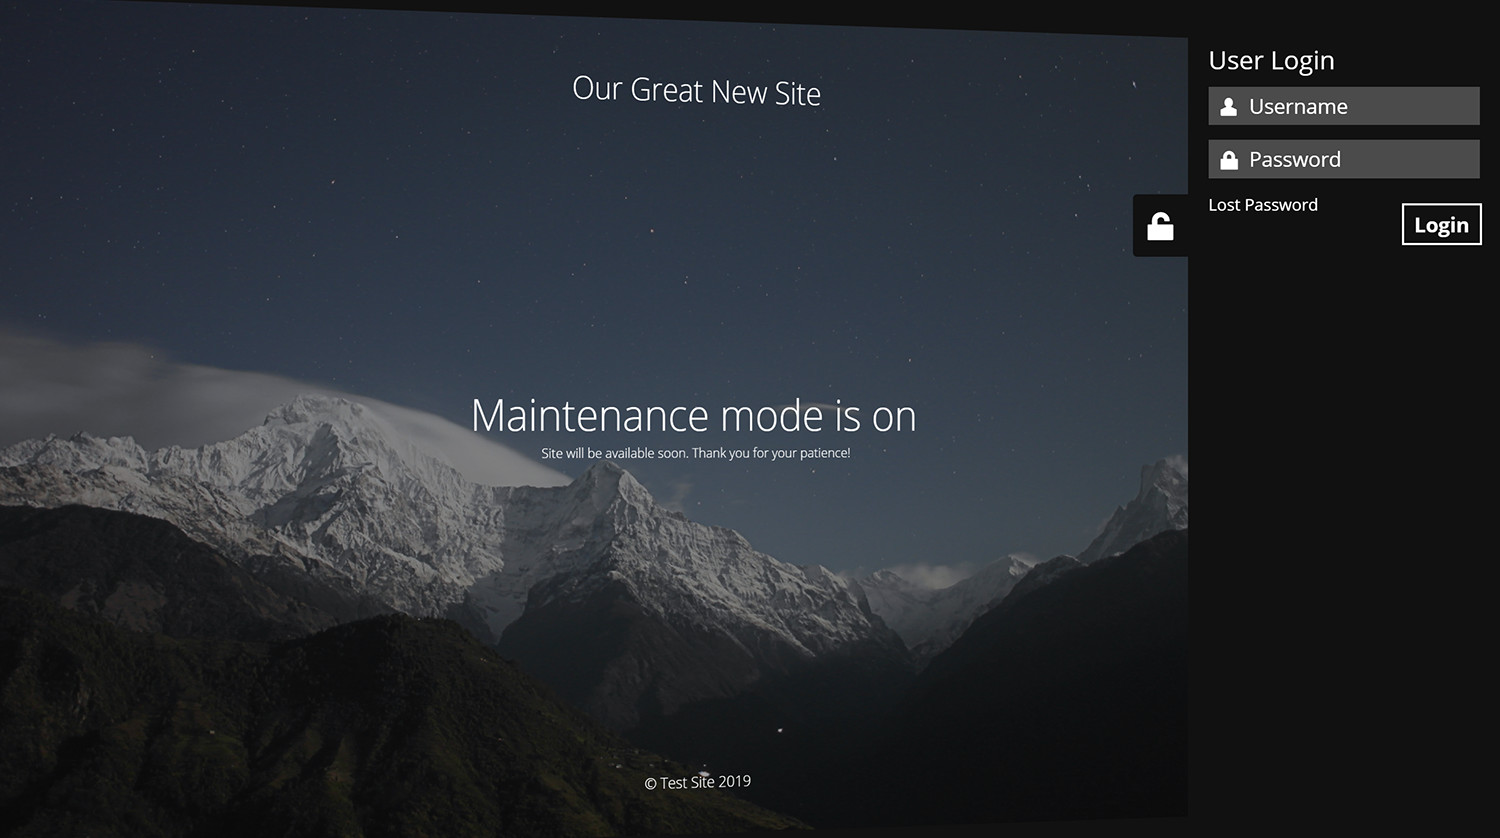 Our Great New Site
Maintenance mode is on
Site will be available soon. Thank you for your patience!
© Test Site 2019
User Login
Username
Password
Lost Password
Login